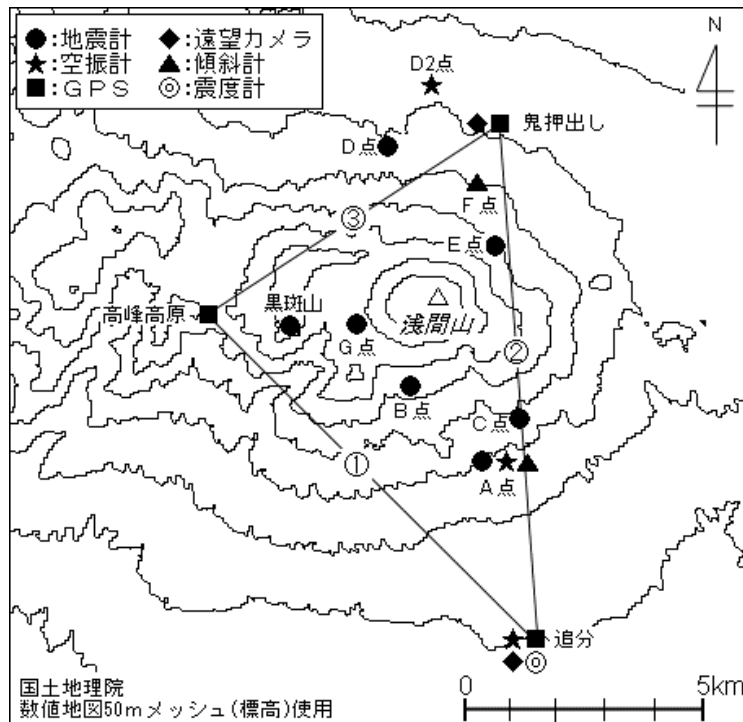 ●:地震計 ◆:遠望カメラ
★:空振計 ▲:傾斜計
■:GPS ◎:震度計
N
D2点
鬼押出し
D点
F点
③
E点
高峰高原
黒斑山
浅間山
G点
②
B点
C点
①
A点
追分
国土地理院
数値地図50mメッシュ(標高)使用
0 5km